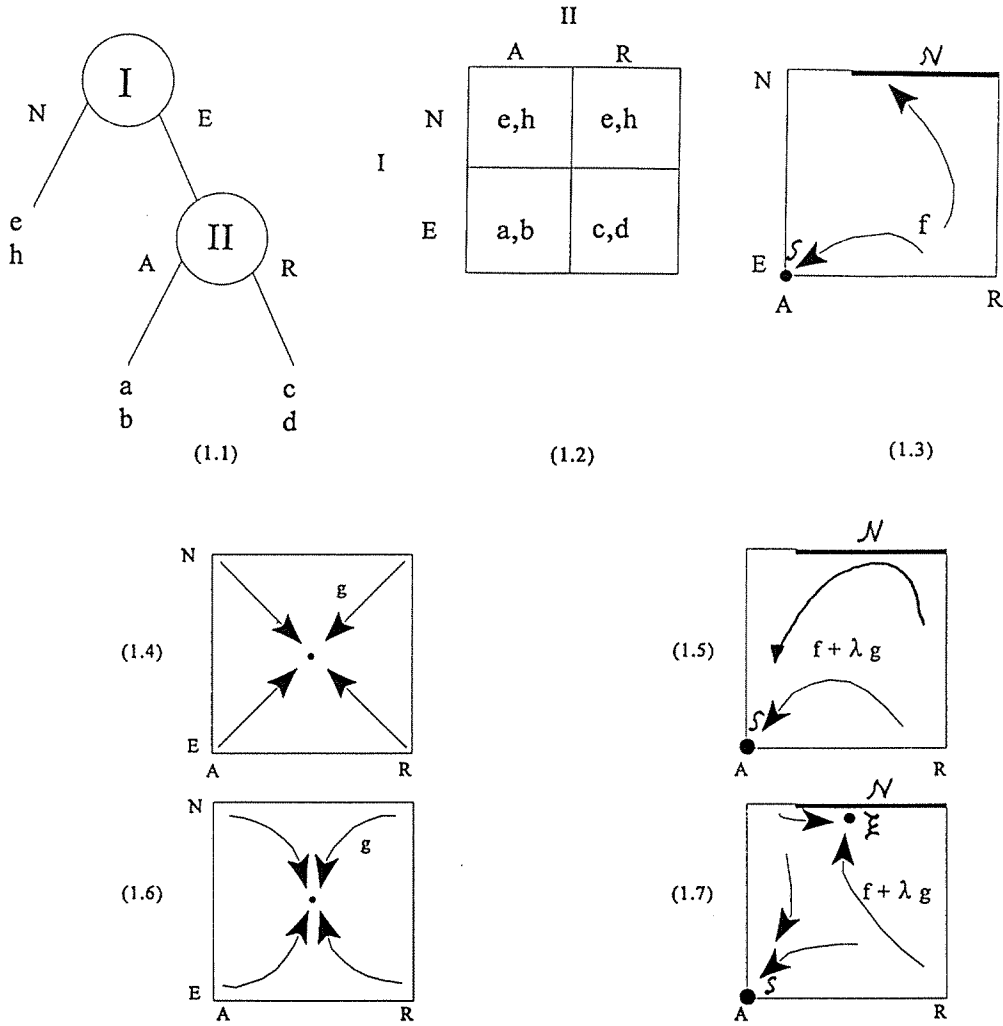 I
N
E
e
h
II
A
R
a
b
c
d
(1.1)
II
A R
N
I
E
e,h e,h
a,b c,d
(1.2)
N
N
f
E
S
A
R
(1.3)
N
g
(1.4)
E
A
R
N
(1.5)
f + λ g
S
A
R
N
g
(1.6)
E
A
R
N
ξ
(1.7)
f + λ g
S
A
R